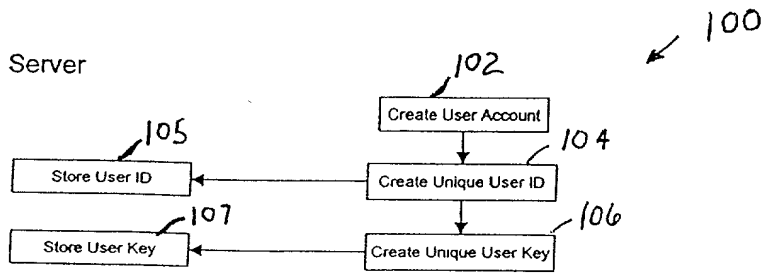 100
Server
102
Create User Account
105
104
Store User ID
Create Unique User ID
107
106
Store User Key
Create Unique User Key